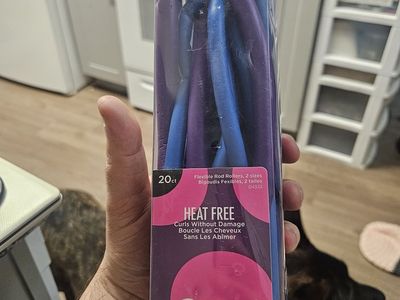 20ct
Flexible Rod Rollers, 2 sizes
Bigoudis Flexibles, 2 tailles
HEAT FREE
Curls Without Damage
Boucle Les Cheveux
Sans Les Abîmer